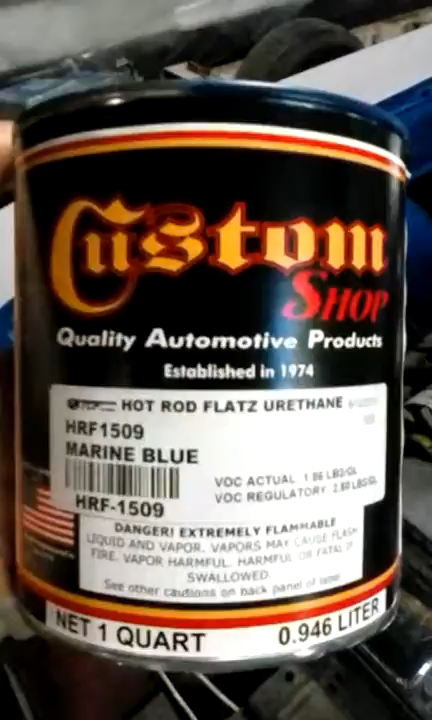 Custom
SHOP
Quality Automotive Products
Established in 1974
HOT ROD FLATZ URETHANE
HRF1509
MARINE BLUE
VOC ACTUAL 1.86 LBS/GL
VOC REGULATORY 2.80 LBS/GL
HRF-1509
DANGER! EXTREMELY FLAMMABLE
LIQUID AND VAPOR. VAPORS MAY CAUSE FLASH
FIRE. VAPOR HARMFUL. HARMFUL OR FATAL IF
SWALLOWED.
See other cautions on back panel of label
NET 1 QUART 0.946 LITER